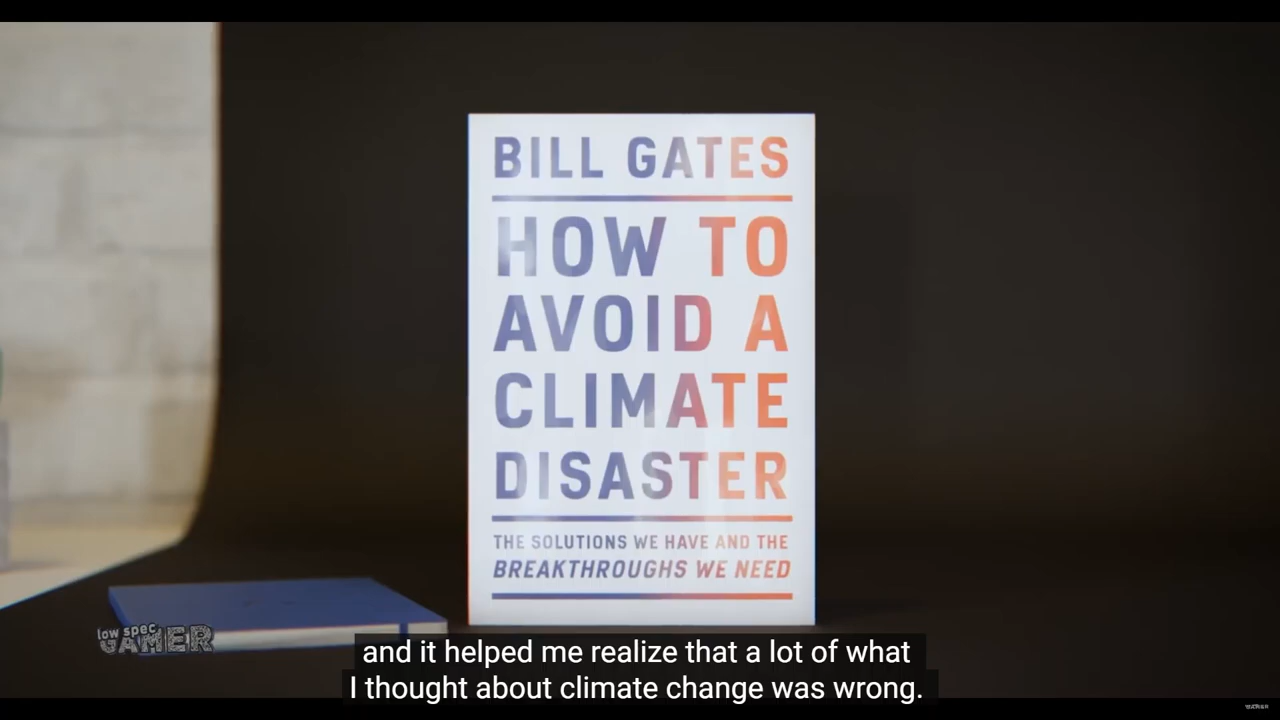 BILL GATES
HOW TO
AVOID A
CLIMATE
DISASTER
THE SOLUTIONS WE HAVE AND THE
BREAKTHROUGHS WE NEED
low spec
GAMER
and it helped me realize that a lot of what
I thought about climate change was wrong.